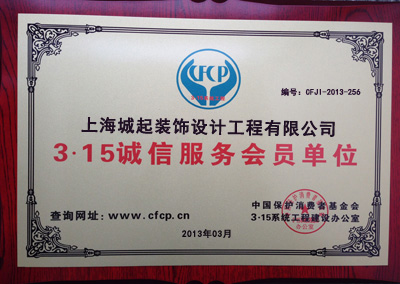 CFCP
编号：CFJI-2013-256
上海城起装饰设计工程有限公司
3·15诚信服务会员单位
中国保护消费者基金会
查询网址：www.cfcp.cn
3·15系统工程建设办公室
2013年03月